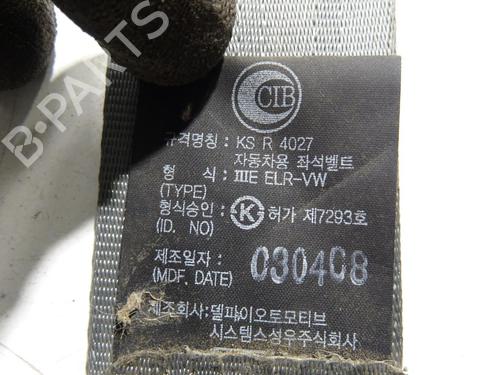 CIB
규격명칭 : KS R 4027
자동차용 좌석벨트
형 식 : ⅢE ELR-VW
(TYPE)
형식승인 : Ⓚ 허가 제7293호
(ID. NO)
제조일자 :
(MDF. DATE) 030408
제조회사: 델파이오토모티브
시스템스성우주식회사
B-PARTS